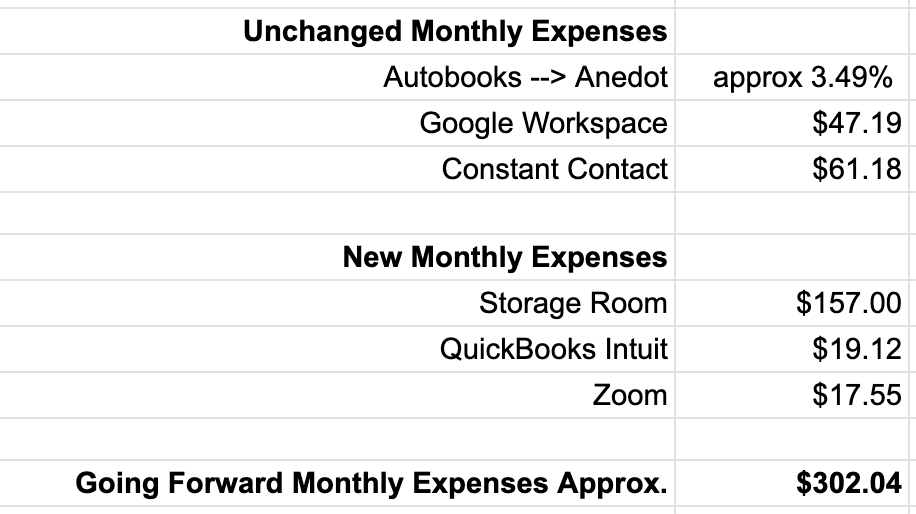 Unchanged Monthly Expenses
Autobooks --> Anedot approx 3.49%
Google Workspace $47.19
Constant Contact $61.18
New Monthly Expenses
Storage Room $157.00
QuickBooks Intuit $19.12
Zoom $17.55
Going Forward Monthly Expenses Approx. $302.04